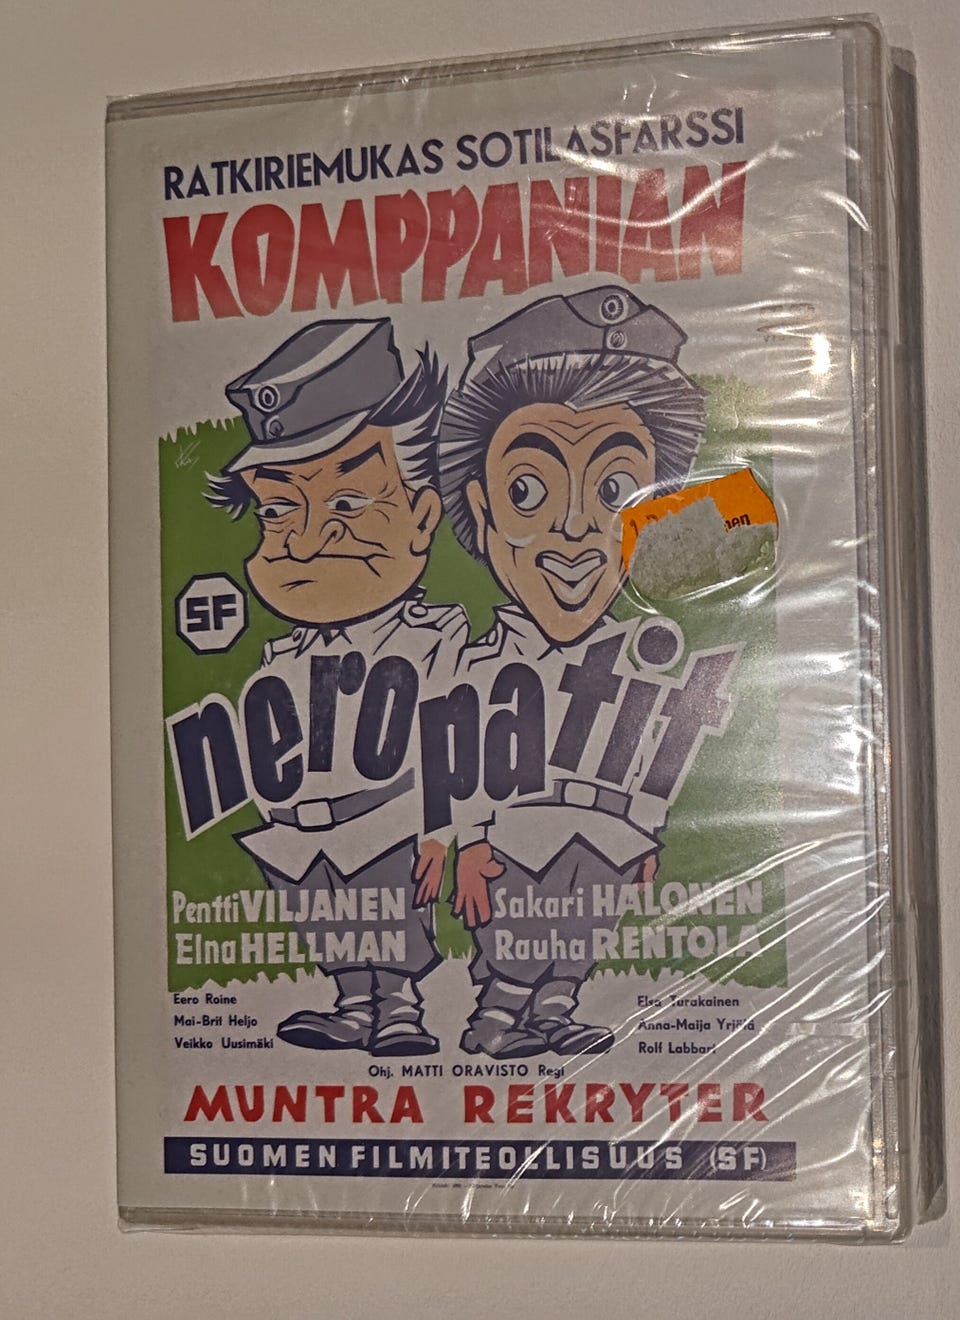 RATKIRIEMUKAS SOTILASFARSSI
KOMPPANIAN
SF
neropatit
Pentti VILJANEN
Elna HELLMAN
Sakari HALONEN
Rauha RENTOLA
Eero Roine
Mai-Brit Heljo
Veikko Uusimäki
Elsa Turakainen
Anna-Maija Yrjölä
Rolf Labbart
Ohj. MATTI ORAVISTO Regi
MUNTRA REKRYTER
SUOMEN FILMITEOLLISUUS (SF)